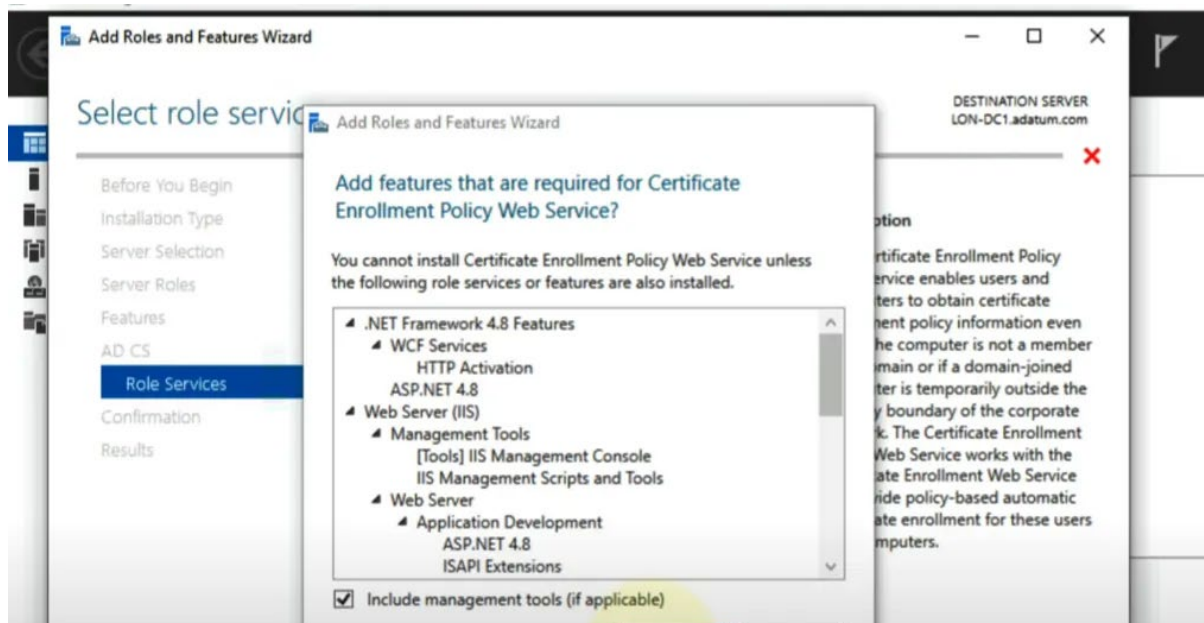 Add Roles and Features Wizard
Select role servic
DESTINATION SERVER
LON-DC1.adatum.com
Before You Begin
Installation Type
Server Selection
Server Roles
Features
AD CS
Role Services
Confirmation
Results
Add Roles and Features Wizard
Add features that are required for Certificate
Enrollment Policy Web Service?
You cannot install Certificate Enrollment Policy Web Service unless
the following role services or features are also installed.
.NET Framework 4.8 Features
WCF Services
HTTP Activation
ASP.NET 4.8
Web Server (IIS)
Management Tools
[Tools] IIS Management Console
IIS Management Scripts and Tools
Web Server
Application Development
ASP.NET 4.8
ISAPI Extensions
Include management tools (if applicable)
ption
rtificate Enrollment Policy
ervice enables users and
ters to obtain certificate
ment policy information even
he computer is not a member
omain or if a domain-joined
ter is temporarily outside the
y boundary of the corporate
k. The Certificate Enrollment
Web Service works with the
ate Enrollment Web Service
vide policy-based automatic
ate enrollment for these users
mputers.